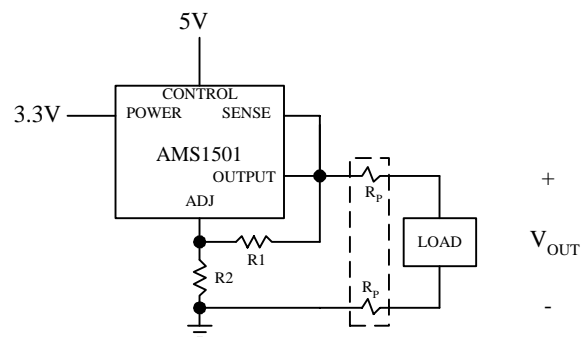 5V
CONTROL
3.3V
POWER SENSE
AMS1501
OUTPUT
ADJ
R1
R2
RP
RP
LOAD
+
VOUT
-